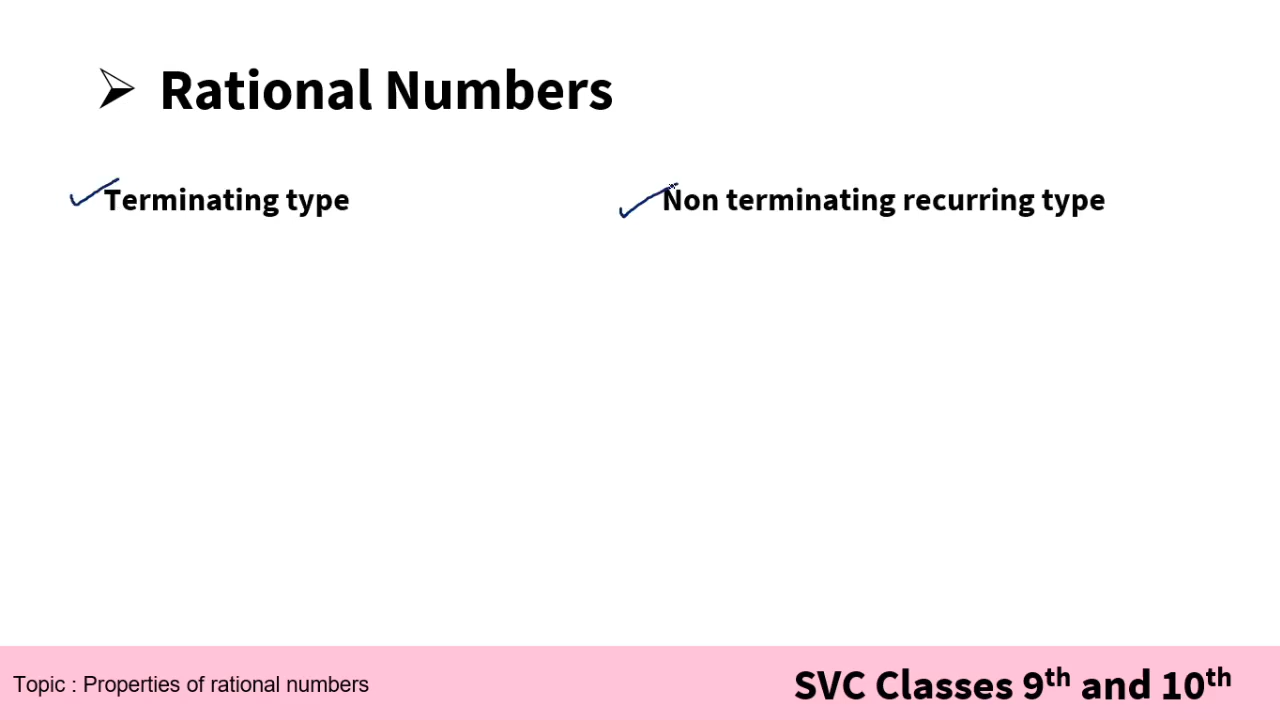 Rational Numbers
Terminating type
Non terminating recurring type
Topic : Properties of rational numbers
SVC Classes 9th and 10th